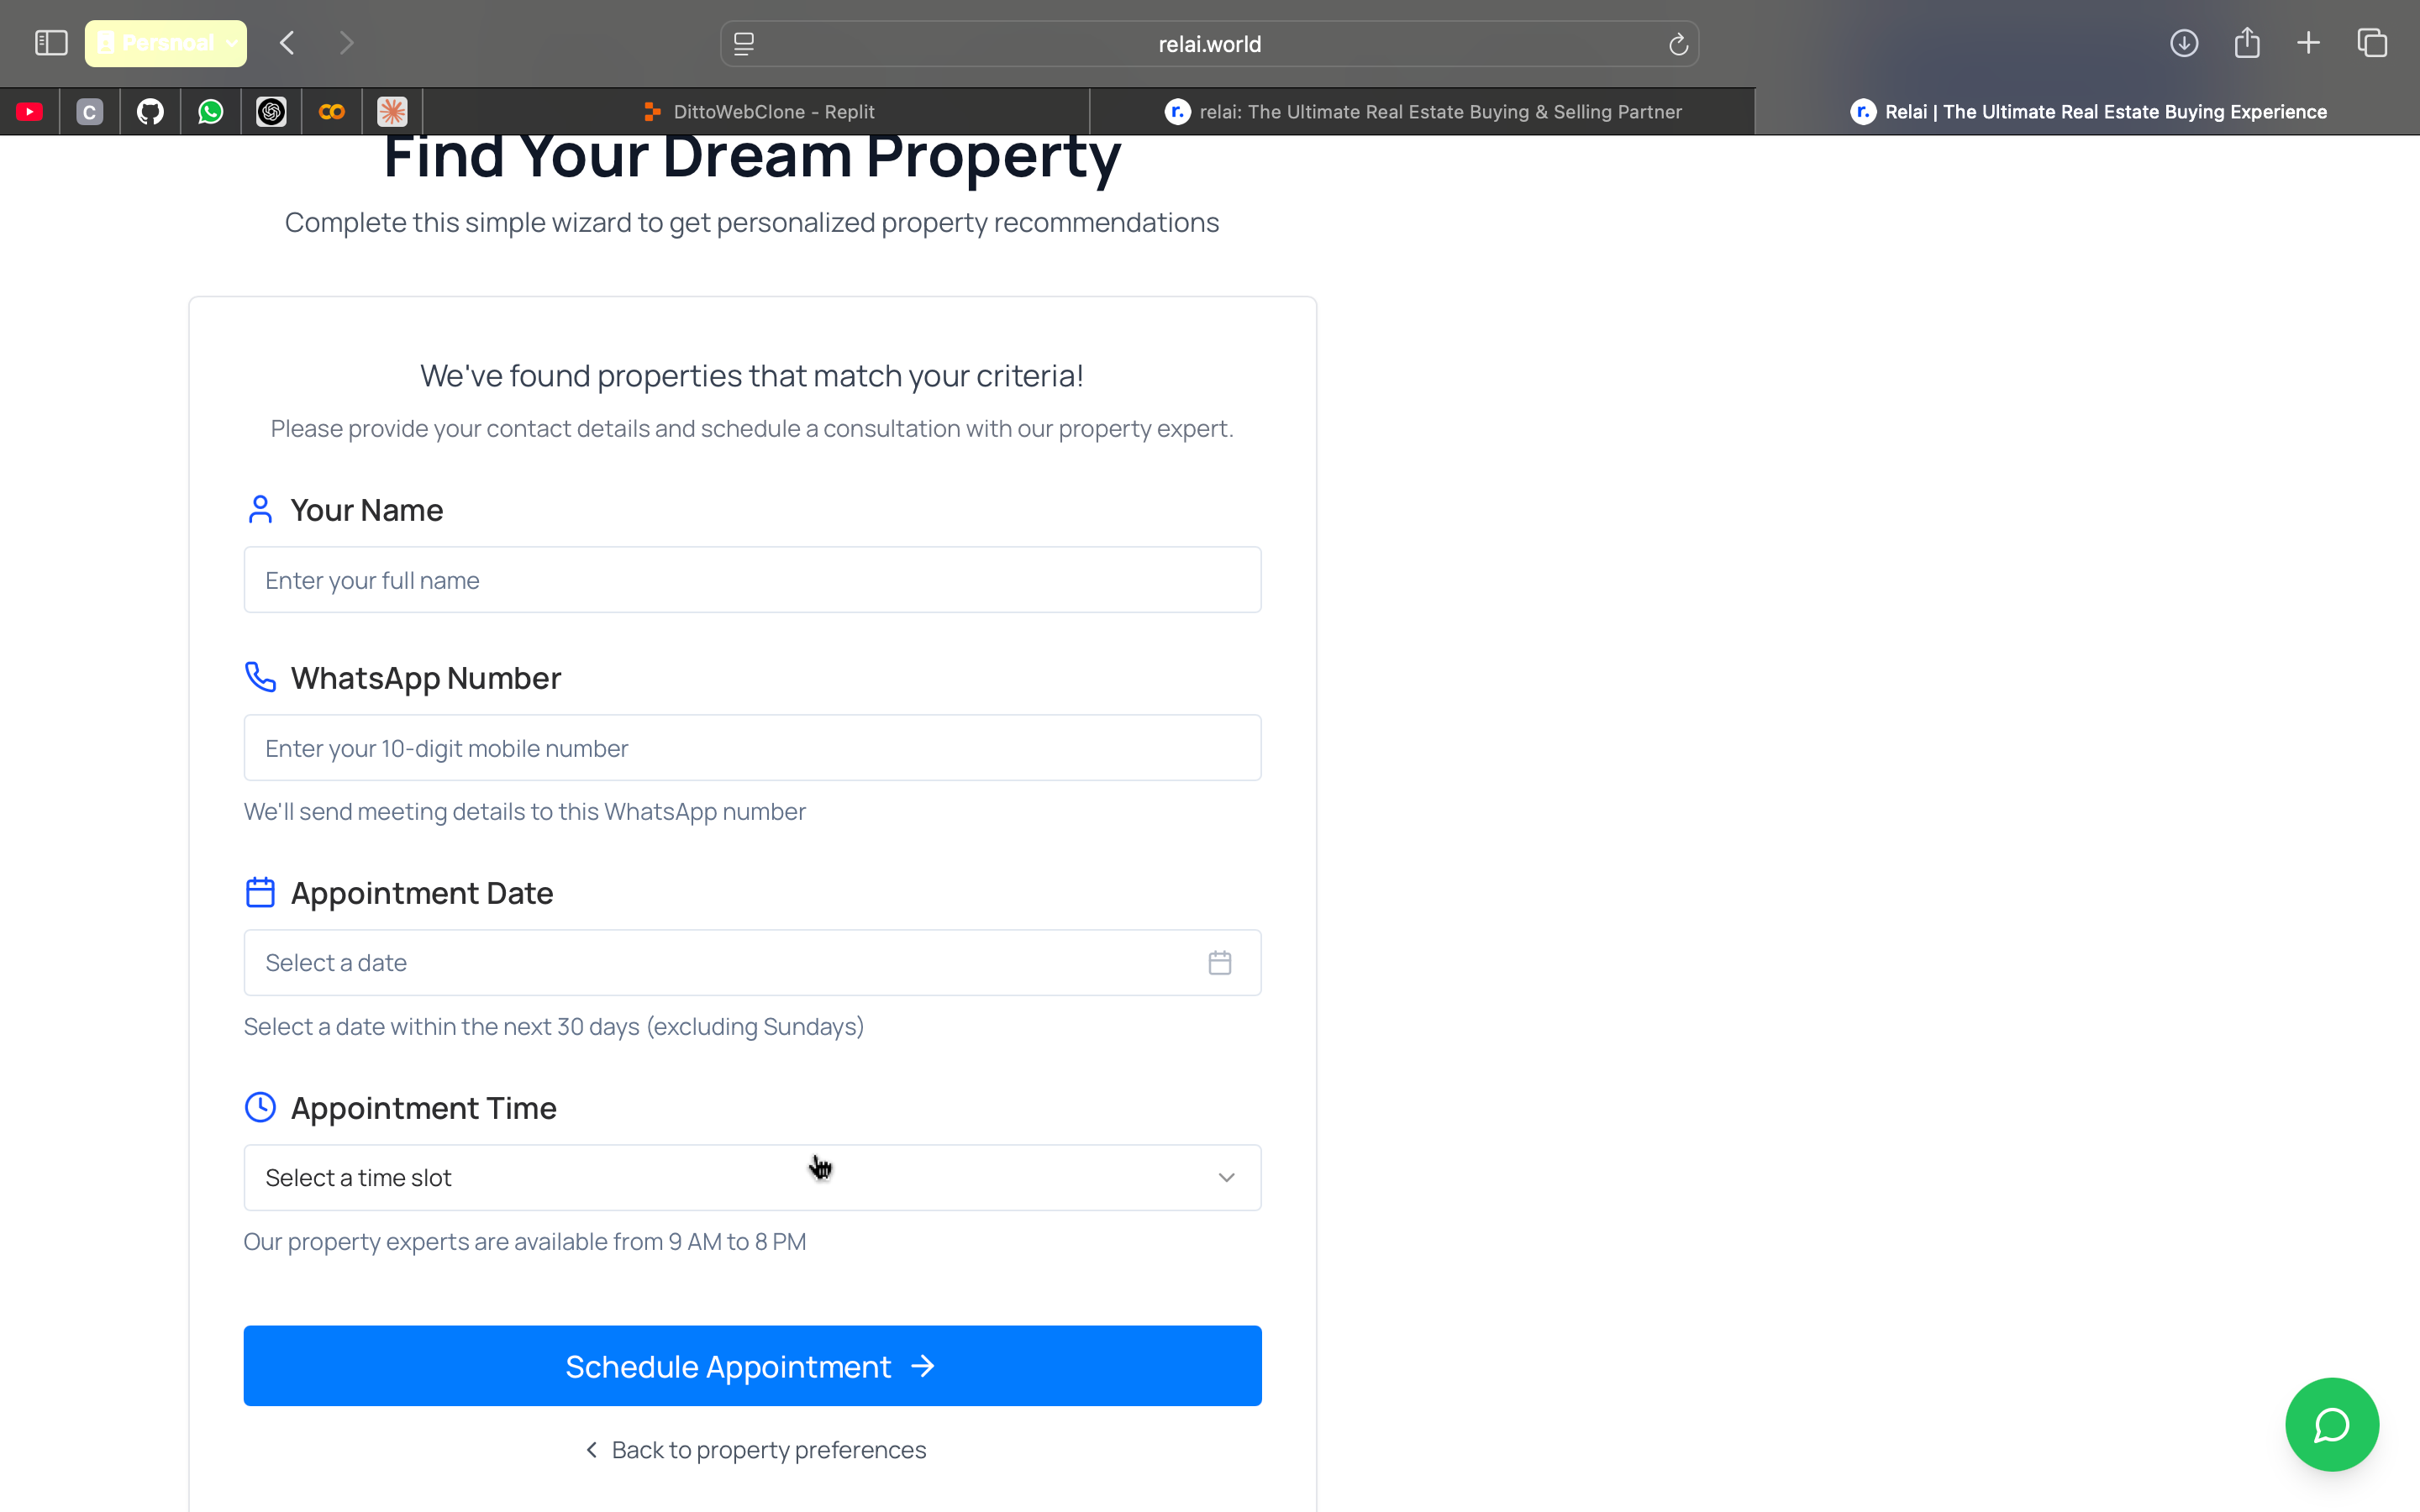 Persnoal
relai.world
C
DittoWebClone - Replit
r. relai: The Ultimate Real Estate Buying & Selling Partner
r. Relai | The Ultimate Real Estate Buying Experience
Find Your Dream Property
Complete this simple wizard to get personalized property recommendations
We've found properties that match your criteria!
Please provide your contact details and schedule a consultation with our property expert.
Your Name
Enter your full name
WhatsApp Number
Enter your 10-digit mobile number
We'll send meeting details to this WhatsApp number
Appointment Date
Select a date
Select a date within the next 30 days (excluding Sundays)
Appointment Time
Select a time slot
Our property experts are available from 9 AM to 8 PM
Schedule Appointment
Back to property preferences